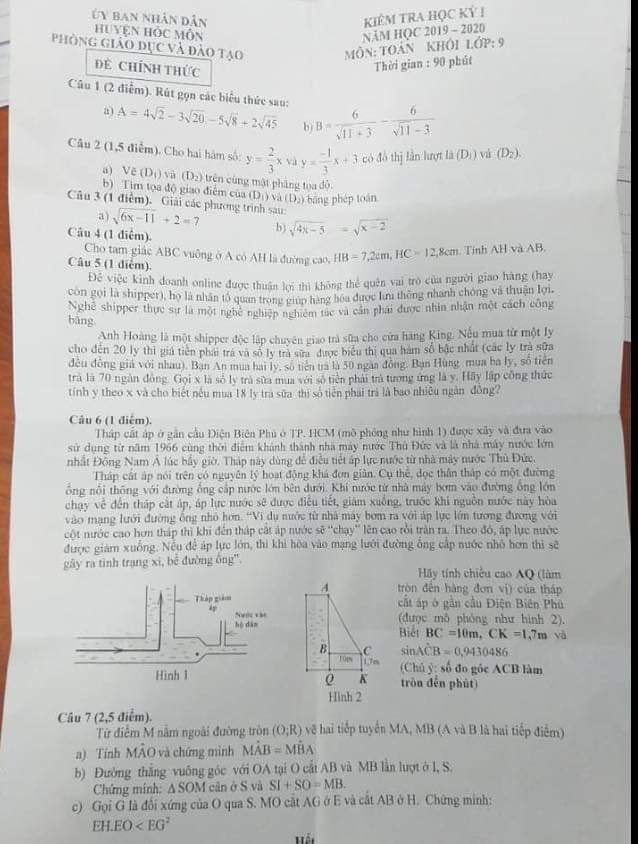 ỦY BAN NHÂN DÂN
HUYỆN HÓC MÔN
PHÒNG GIÁO DỤC VÀ ĐÀO TẠO
ĐỀ CHÍNH THỨC
KIỂM TRA HỌC KỲ I
NĂM HỌC 2019 – 2020
MÔN: TOÁN KHỐI LỚP: 9
Thời gian : 90 phút
Câu 1 (2 điểm). Rút gọn các biểu thức sau:
a) A = 4√2 – 3√20 – 5√8 + 2√45 b) B = 6/(√11 + 3) – 6/(√11 – 3)
Câu 2 (1,5 điểm). Cho hai hàm số: y = 2/3 x và y = –1/3 x + 3 có đồ thị lần lượt là (D₁) và (D₂).
a) Vẽ (D₁) và (D₂) trên cùng mặt phẳng tọa độ.
b) Tìm tọa độ giao điểm của (D₁) và (D₂) bằng phép toán.
Câu 3 (1 điểm). Giải các phương trình sau:
a) √(6x – 11) + 2 = 7 b) √(4x – 5) = √(x – 2)
Câu 4 (1 điểm).
Cho tam giác ABC vuông ở A có AH là đường cao, HB = 7,2cm, HC = 12,8cm. Tính AH và AB.
Câu 5 (1 điểm).
Để việc kinh doanh online được thuận lợi thì không thể quên vai trò của người giao hàng (hay
còn gọi là shipper), họ là nhân tố quan trọng giúp hàng hóa được lưu thông nhanh chóng và thuận lợi.
Nghề shipper thực sự là một nghề nghiệp nghiêm túc và cần phải được nhìn nhận một cách công
bằng.
Anh Hoàng là một shipper độc lập chuyên giao trà sữa cho cửa hàng King. Nếu mua từ một ly
cho đến 20 ly thì giá tiền phải trả và số ly trà sữa được biểu thị qua hàm số bậc nhất (các ly trà sữa
đều đồng giá với nhau). Bạn An mua hai ly, số tiền trả là 50 ngàn đồng. Bạn Hùng mua ba ly, số tiền
trả là 70 ngàn đồng. Gọi x là số ly trà sữa mua với số tiền phải trả tương ứng là y. Hãy lập công thức
tính y theo x và cho biết nếu mua 18 ly trà sữa thì số tiền phải trả là bao nhiêu ngàn đồng?
Câu 6 (1 điểm).
Tháp cắt áp ở gần cầu Điện Biên Phủ ở TP. HCM (mô phỏng như hình 1) được xây và đưa vào
sử dụng từ năm 1966 cùng thời điểm khánh thành nhà máy nước Thủ Đức và là nhà máy nước lớn
nhất Đông Nam Á lúc bấy giờ. Tháp này dùng để điều tiết áp lực nước từ nhà máy nước Thủ Đức.
Tháp cắt áp nói trên có nguyên lý hoạt động khá đơn giản. Cụ thể, dọc thân tháp có một đường
ống nối thông với đường ống cấp nước lớn bên dưới. Khi nước từ nhà máy bơm vào đường ống lớn
chạy về đến tháp cắt áp, áp lực nước sẽ được điều tiết, giảm xuống, trước khi nguồn nước này hòa
vào mạng lưới đường ống nhỏ hơn. “Ví dụ nước từ nhà máy bơm ra với áp lực lớn tương đương với
cột nước cao hơn tháp thì khi đến tháp cắt áp nước sẽ “chạy” lên cao rồi tràn ra. Theo đó, áp lực nước
được giảm xuống. Nếu để áp lực lớn, thì khi hòa vào mạng lưới đường ống cấp nước nhỏ hơn thì sẽ
gây ra tình trạng xì, bể đường ống”.
Tháp giảm
áp
Nước vào
hộ dân
Hình 1
A
B
C
10m
1,7m
Q
K
Hình 2
Hãy tính chiều cao AQ (làm
tròn đến hàng đơn vị) của tháp
cắt áp ở gần cầu Điện Biên Phủ
(được mô phỏng như hình 2).
Biết BC =10m, CK =1,7m và
sinAĈB = 0,9430486
(Chú ý: số đo góc ACB làm
tròn đến phút)
Câu 7 (2,5 điểm).
Từ điểm M nằm ngoài đường tròn (O;R) vẽ hai tiếp tuyến MA, MB (A và B là hai tiếp điểm)
a) Tính MÂO và chứng minh MÂB = MB̂A
b) Đường thẳng vuông góc với OA tại O cắt AB và MB lần lượt ở I, S.
Chứng minh: Δ SOM cân ở S và SI + SO = MB.
c) Gọi G là đối xứng của O qua S. MO cắt AG ở E và cắt AB ở H. Chứng minh:
EH.EO < EG²
Hết